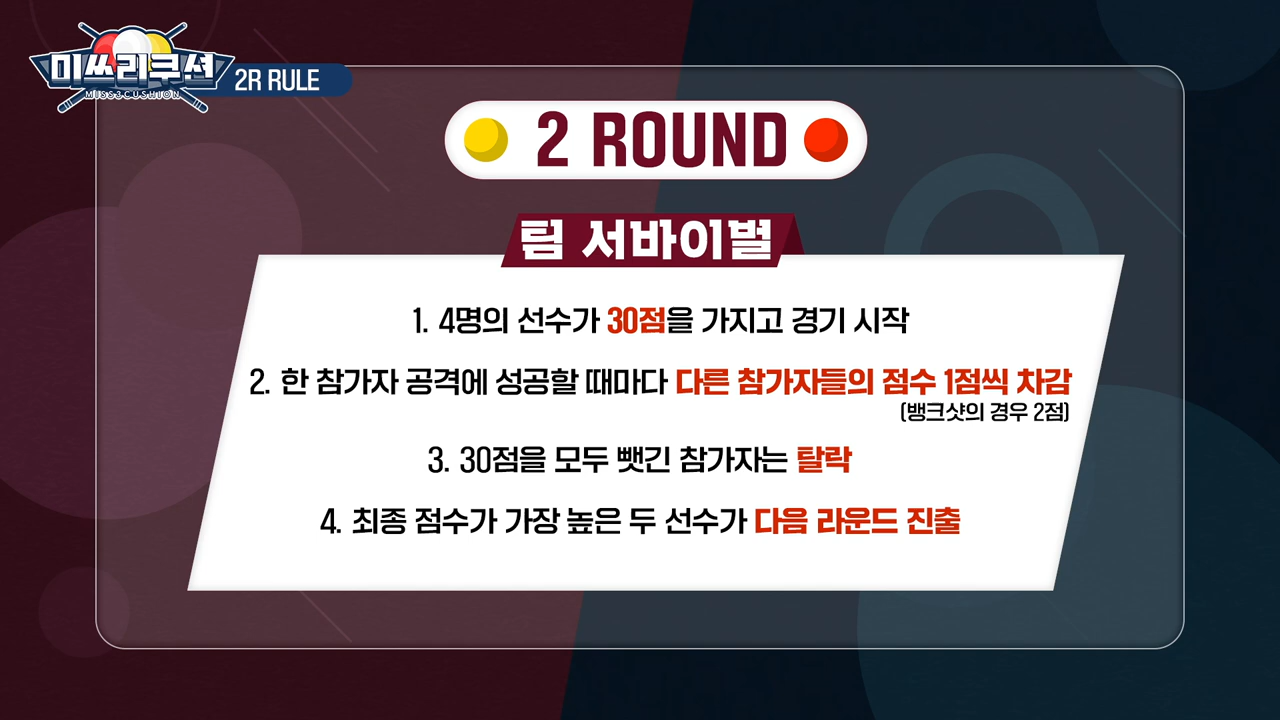 미쓰리쿠션
MISS3CUSHION
2R RULE
2 ROUND
팀 서바이벌
1. 4명의 선수가 30점을 가지고 경기 시작
2. 한 참가자 공격에 성공할 때마다 다른 참가자들의 점수 1점씩 차감
(뱅크샷의 경우 2점)
3. 30점을 모두 뺏긴 참가자는 탈락
4. 최종 점수가 가장 높은 두 선수가 다음 라운드 진출